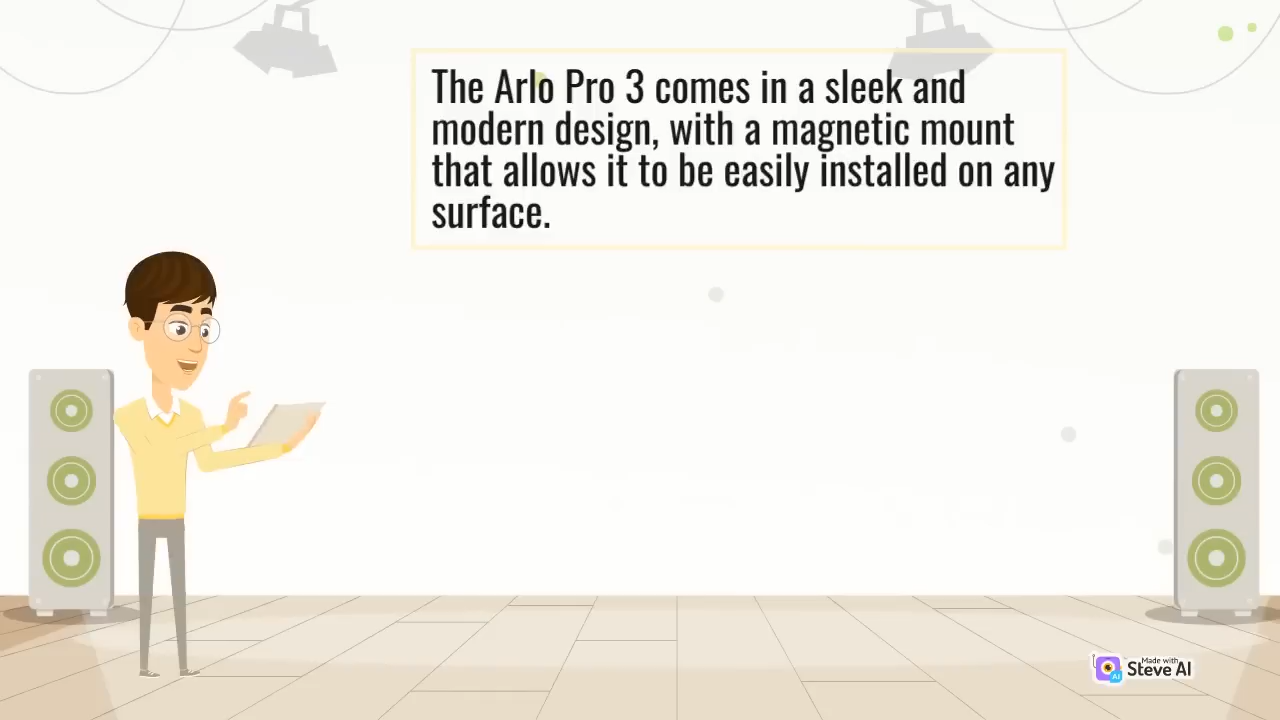 The Arlo Pro 3 comes in a sleek and
modern design, with a magnetic mount
that allows it to be easily installed on any
surface.
Made with
Steve AI
AI